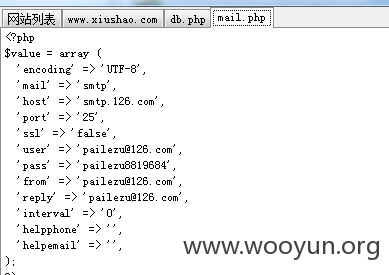 网站列表 www.xiushao.com db.php mail.php
<?php
$value = array (
'encoding' => 'UTF-8',
'mail' => 'smtp',
'host' => 'smtp.126.com',
'port' => '25',
'ssl' => 'false',
'user' => 'pailezu@126.com',
'pass' => 'pailezu8819684',
'from' => 'pailezu@126.com',
'reply' => 'pailezu@126.com',
'interval' => '0',
'helpphone' => '',
'helpemail' => '',
);
www.wooyun.org